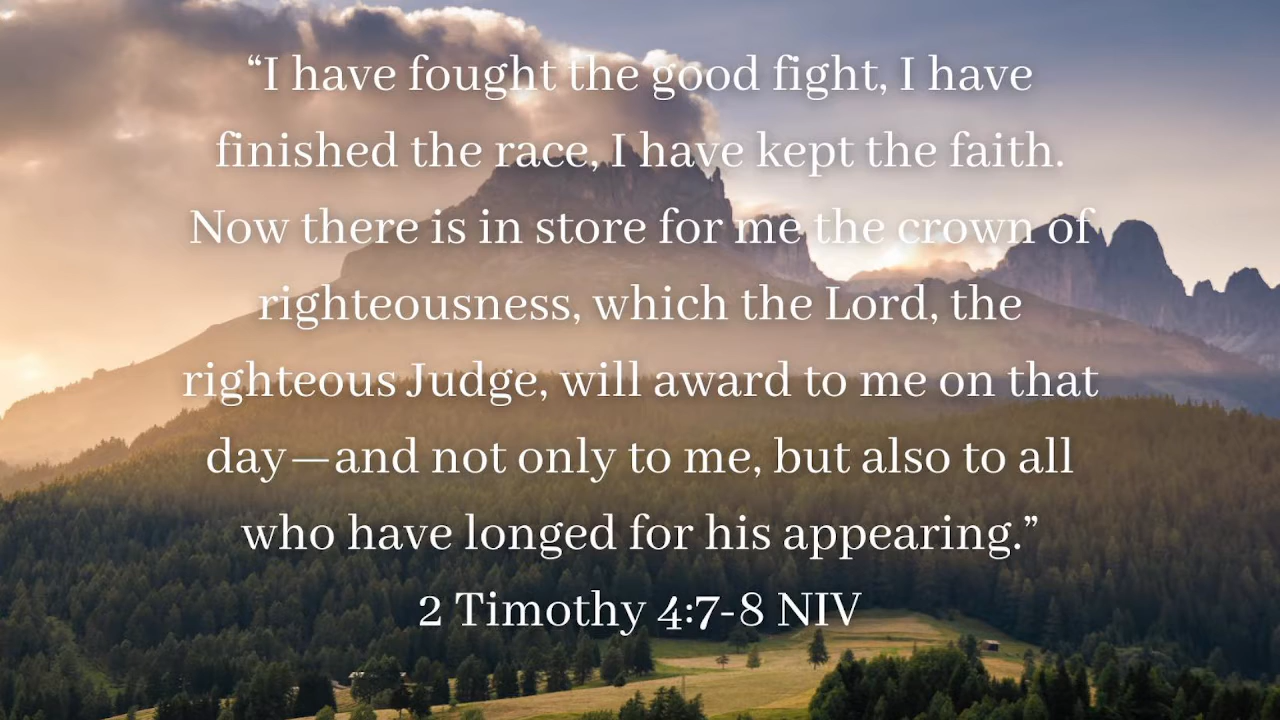 “I have fought the good fight, I have
finished the race, I have kept the faith.
Now there is in store for me the crown of
righteousness, which the Lord, the
righteous Judge, will award to me on that
day—and not only to me, but also to all
who have longed for his appearing.”
2 Timothy 4:7-8 NIV